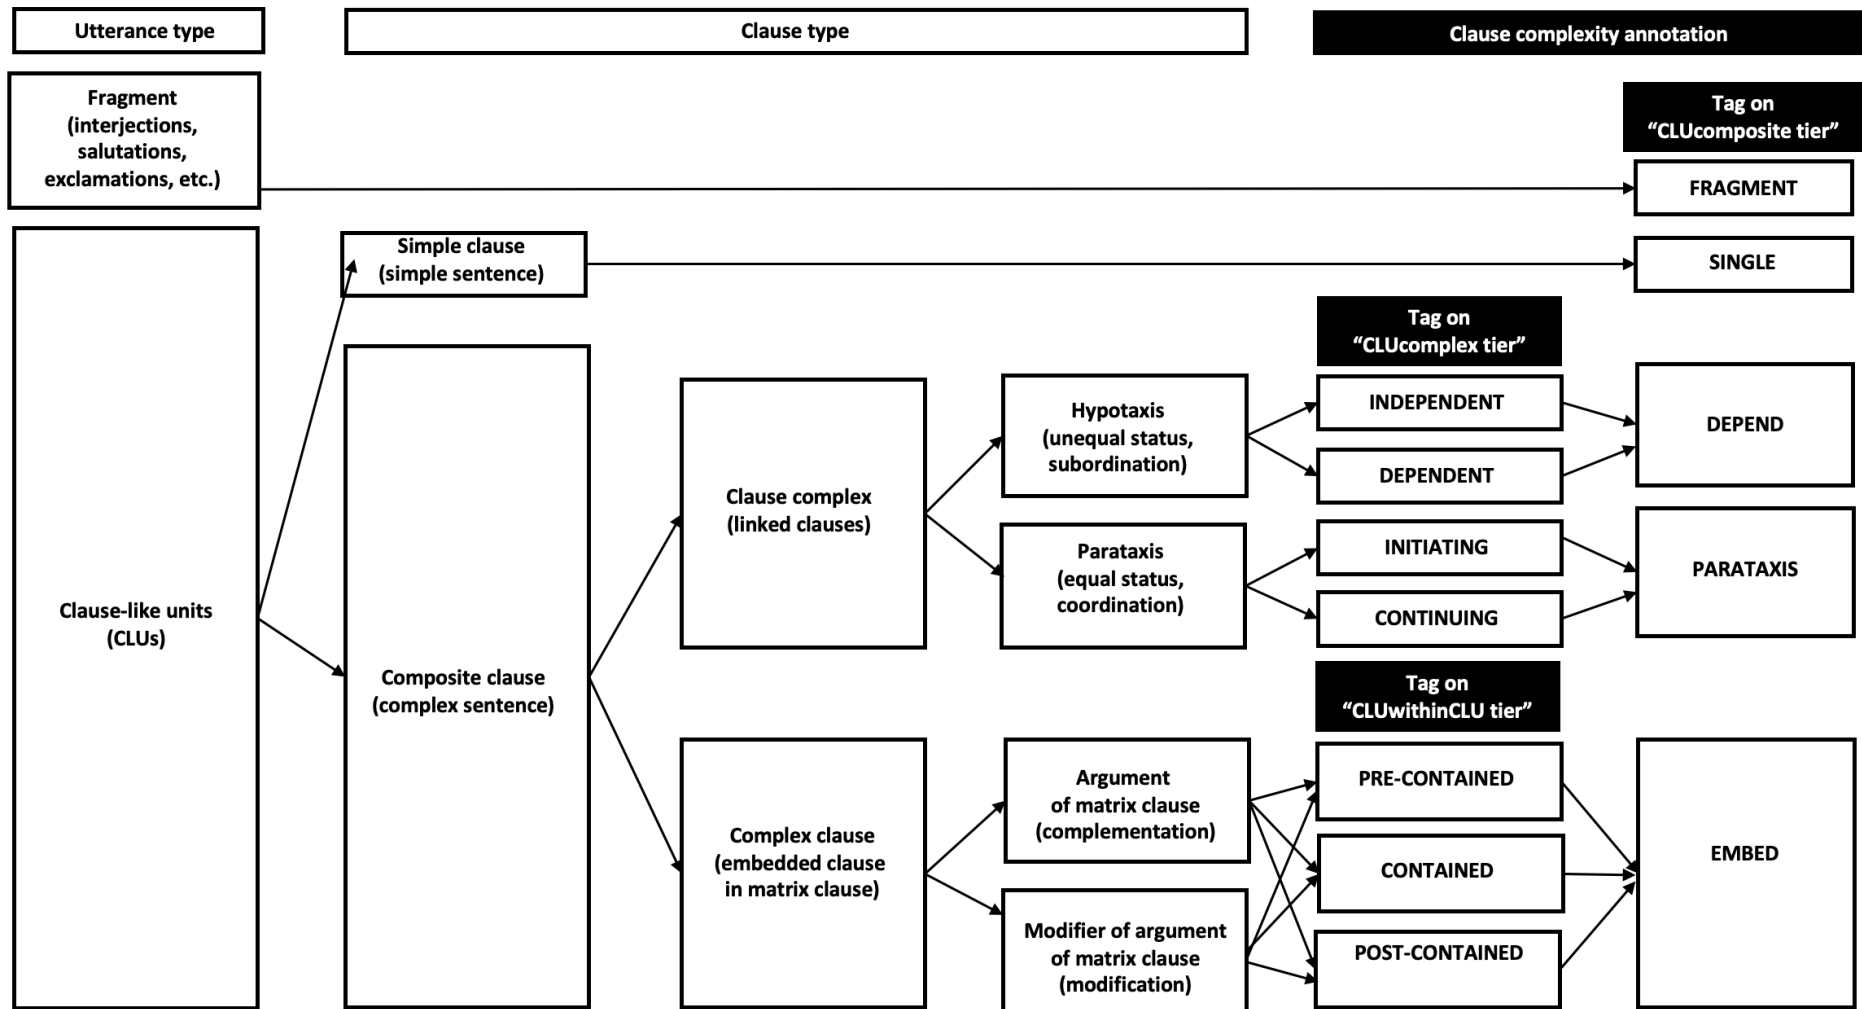 Utterance type
Clause type
Clause complexity annotation
Fragment
(interjections,
salutations,
exclamations, etc.)
Tag on
“CLUcomposite tier”
FRAGMENT
Simple clause
(simple sentence)
SINGLE
Clause-like units
(CLUs)
Composite clause
(complex sentence)
Clause complex
(linked clauses)
Hypotaxis
(unequal status,
subordination)
Parataxis
(equal status,
coordination)
Tag on
“CLUcomplex tier”
INDEPENDENT
DEPENDENT
INITIATING
CONTINUING
DEPEND
PARATAXIS
Complex clause
(embedded clause
in matrix clause)
Argument
of matrix clause
(complementation)
Modifier of argument
of matrix clause
(modification)
Tag on
“CLUwithinCLU tier”
PRE-CONTAINED
CONTAINED
POST-CONTAINED
EMBED